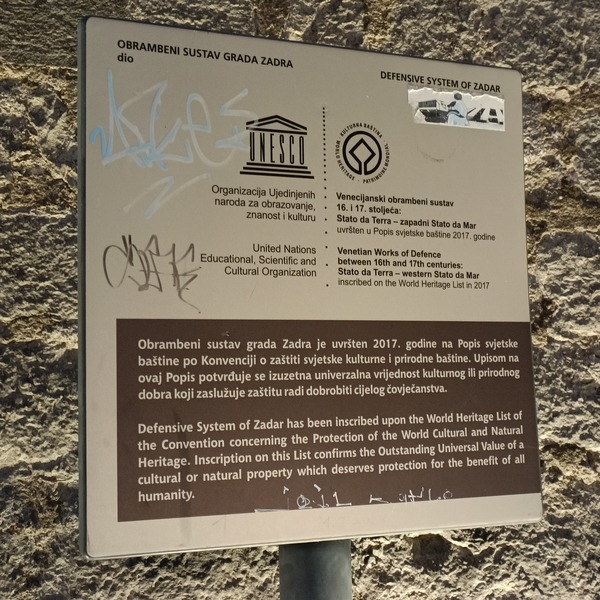 OBRAMBENI SUSTAV GRADA ZADRA
dio
DEFENSIVE SYSTEM OF ZADAR
UNESCO
KULTURNA BAŠTINA
WORLD HERITAGE • PATRIMOINE MONDIAL
Organizacija Ujedinjenih
naroda za obrazovanje,
znanost i kulturu
United Nations
Educational, Scientific and
Cultural Organization
Venecijanski obrambeni sustav
16. i 17. stoljeća:
Stato da Terra – zapadni Stato da Mar
uvršten u Popis svjetske baštine 2017. godine
Venetian Works of Defence
between 16th and 17th centuries:
Stato da Terra – western Stato da Mar
inscribed on the World Heritage List in 2017
Obrambeni sustav grada Zadra je uvršten 2017. godine na Popis svjetske
baštine po Konvenciji o zaštiti svjetske kulturne i prirodne baštine. Upisom na
ovaj Popis potvrđuje se izuzetna univerzalna vrijednost kulturnog ili prirodnog
dobra koji zaslužuje zaštitu radi dobrobiti cijelog čovječanstva.
Defensive System of Zadar has been inscribed upon the World Heritage List of
the Convention concerning the Protection of the World Cultural and Natural
Heritage. Inscription on this List confirms the Outstanding Universal Value of a
cultural or natural property which deserves protection for the benefit of all
humanity.